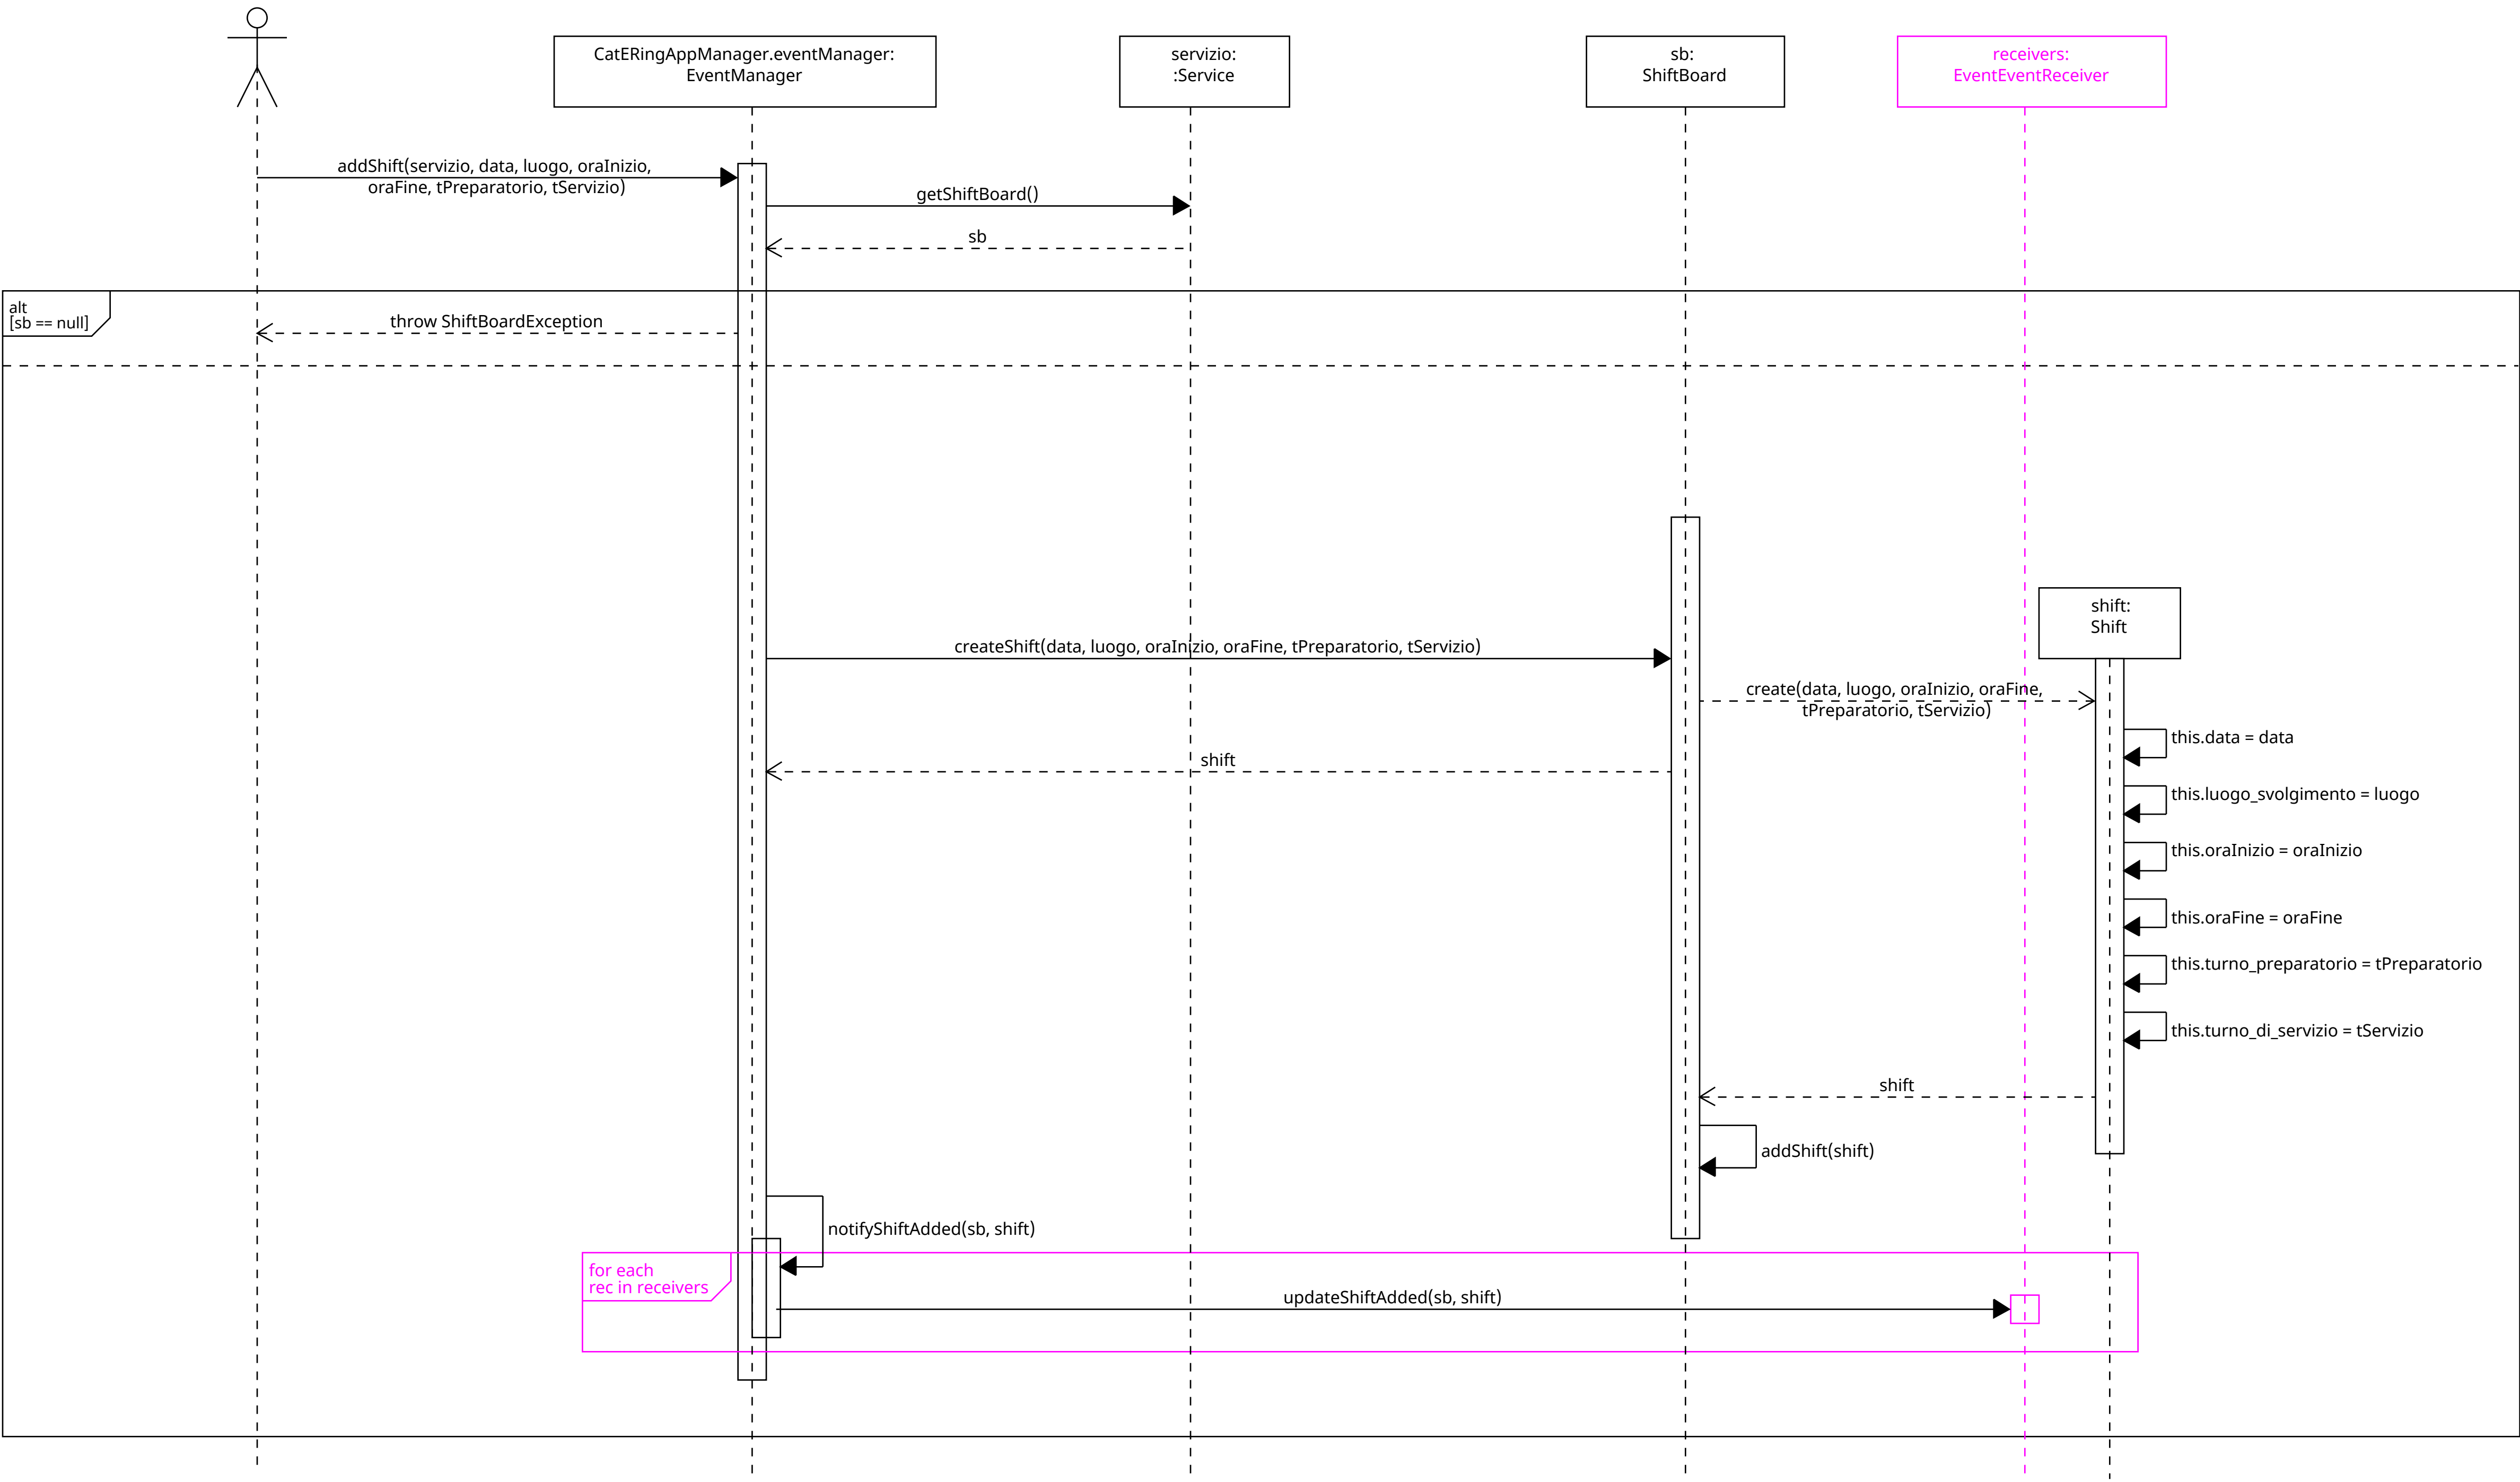 CatERingAppManager.eventManager:
EventManager
servizio:
:Service
sb:
ShiftBoard
receivers:
EventEventReceiver
addShift(servizio, data, luogo, oraInizio,
oraFine, tPreparatorio, tServizio)
getShiftBoard()
sb
alt
[sb == null]
throw ShiftBoardException
shift:
Shift
createShift(data, luogo, oraInizio, oraFine, tPreparatorio, tServizio)
create(data, luogo, oraInizio, oraFine,
tPreparatorio, tServizio)
this.data = data
shift
this.luogo_svolgimento = luogo
this.oraInizio = oraInizio
this.oraFine = oraFine
this.turno_preparatorio = tPreparatorio
this.turno_di_servizio = tServizio
shift
addShift(shift)
notifyShiftAdded(sb, shift)
for each
rec in receivers
updateShiftAdded(sb, shift)